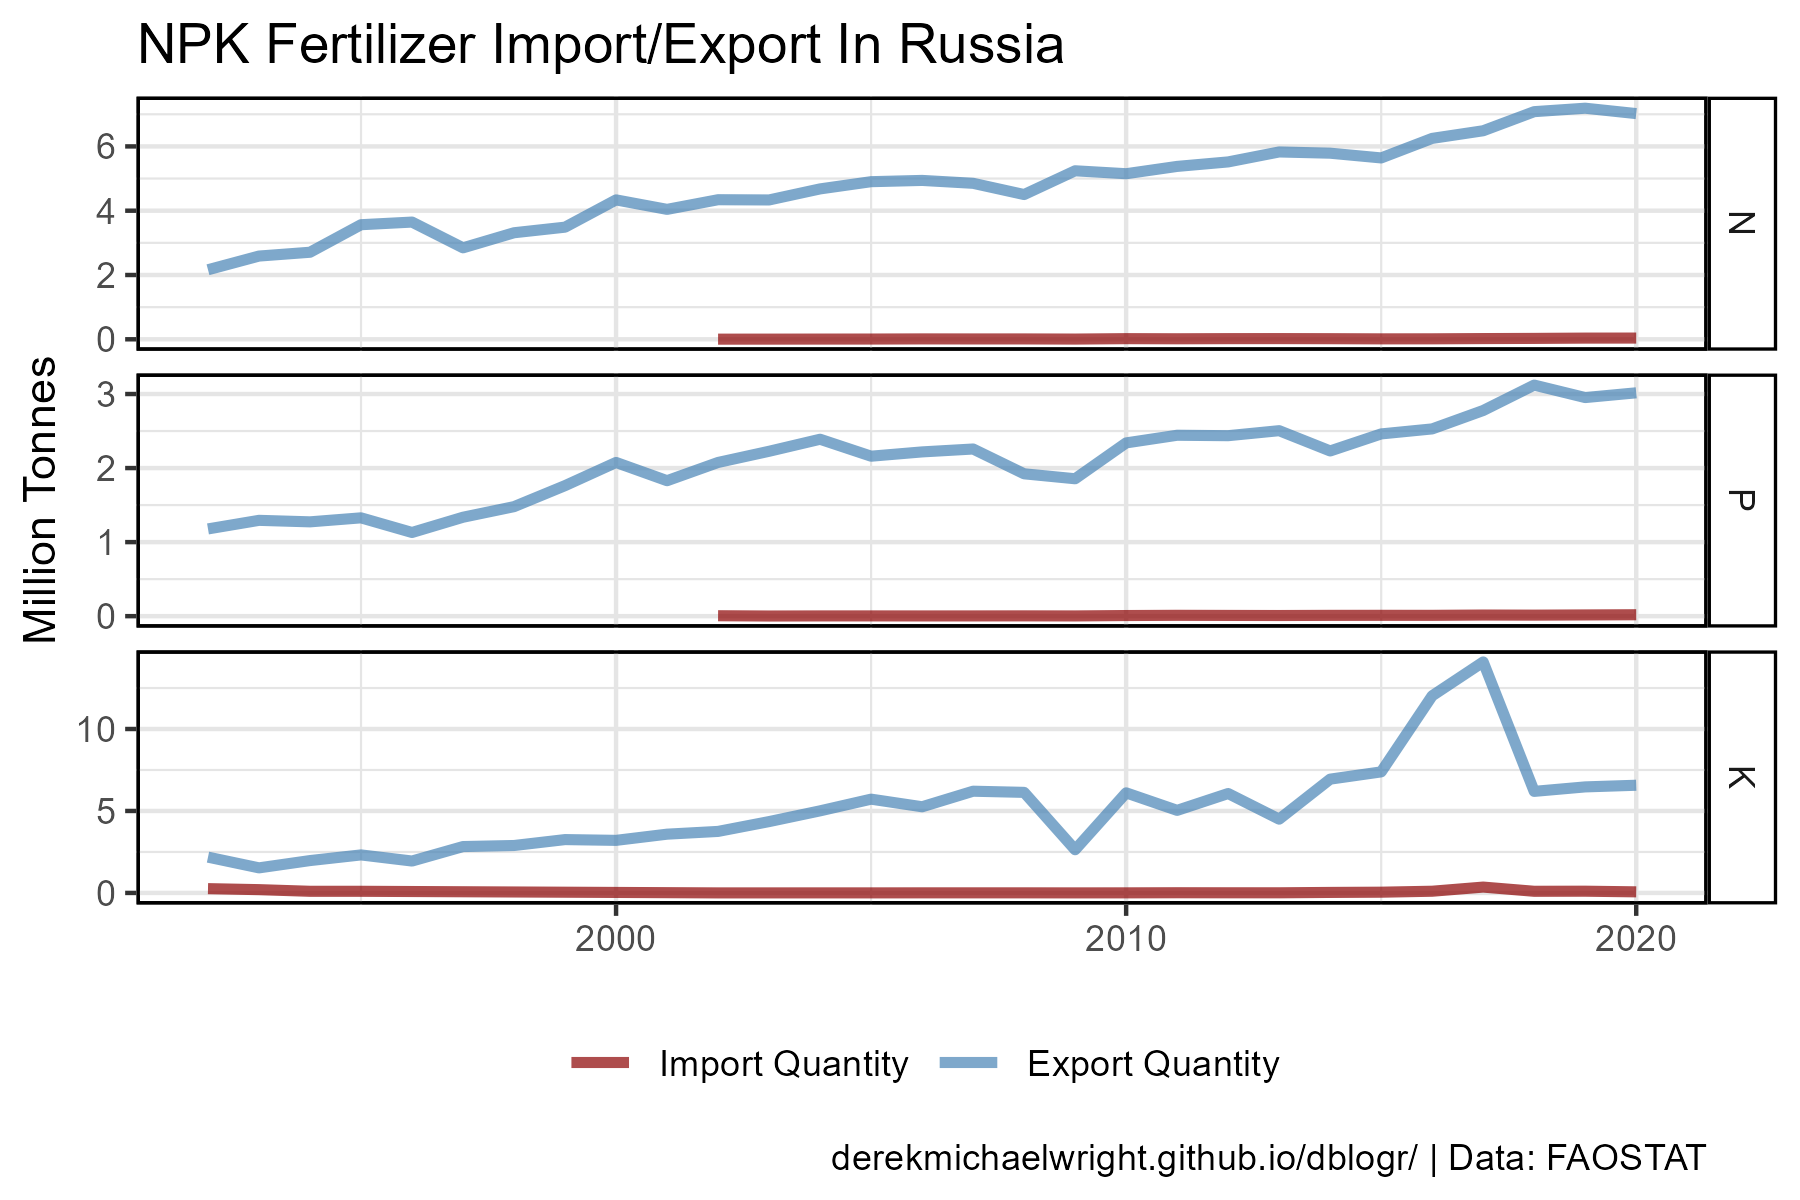 NPK Fertilizer Import/Export In Russia
Million Tonnes
6
4
2
0
N
3
2
1
0
P
10
5
0
K
2000 2010 2020
Import Quantity Export Quantity
derekmichaelwright.github.io/dblogr/ | Data: FAOSTAT